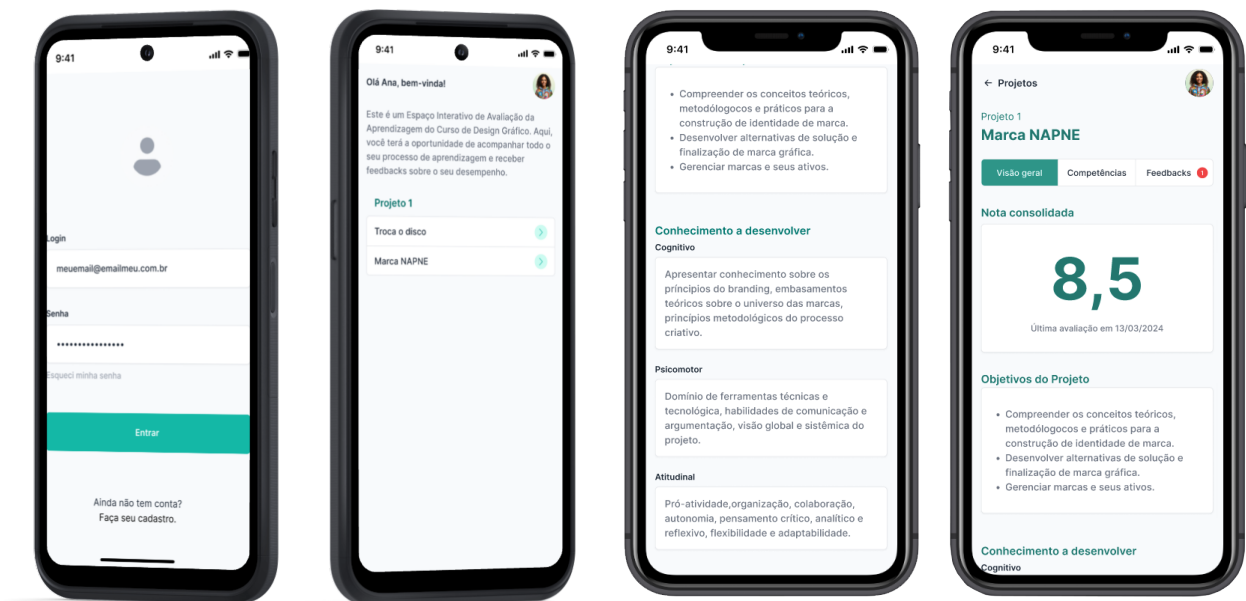 9:41
Login
meuemail@emailmeu.com.br
Senha
••••••••••••••••
Esqueci minha senha
Entrar
Ainda não tem conta?
Faça seu cadastro.
9:41
Olá Ana, bem-vinda!
Este é um Espaço Interativo de Avaliação da
Aprendizagem do Curso de Design Gráfico. Aqui,
você terá a oportunidade de acompanhar todo o
seu processo de aprendizagem e receber
feedbacks sobre o seu desempenho.
Projeto 1
Troca o disco
Marca NAPNE
9:41
• Compreender os conceitos teóricos,
metodólogocos e práticos para a
construção de identidade de marca.
• Desenvolver alternativas de solução e
finalização de marca gráfica.
• Gerenciar marcas e seus ativos.
Conhecimento a desenvolver
Cognitivo
Apresentar conhecimento sobre os
príncipios do branding, embasamentos
teóricos sobre o universo das marcas,
princípios metodológicos do processo
criativo.
Psicomotor
Domínio de ferramentas técnicas e
tecnológica, habilidades de comunicação e
argumentação, visão global e sistêmica do
projeto.
Atitudinal
Pró-atividade,organização, colaboração,
autonomia, pensamento crítico, analítico e
reflexivo, flexibilidade e adaptabilidade.
9:41
← Projetos
Projeto 1
Marca NAPNE
Visão geral Competências Feedbacks 1
Nota consolidada
8,5
Última avaliação em 13/03/2024
Objetivos do Projeto
• Compreender os conceitos teóricos,
metodólogocos e práticos para a
construção de identidade de marca.
• Desenvolver alternativas de solução e
finalização de marca gráfica.
• Gerenciar marcas e seus ativos.
Conhecimento a desenvolver
Cognitivo